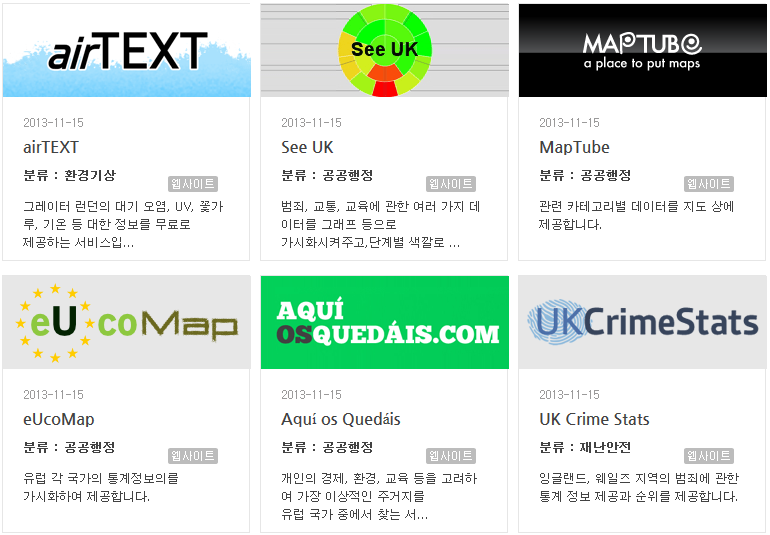 airTEXT
2013-11-15
airTEXT
분류 : 환경기상
웹사이트
그레이터 런던의 대기 오염, UV, 꽃가
루, 기온 등 대한 정보를 무료로
제공하는 서비스입...
See UK
2013-11-15
See UK
분류 : 공공행정
웹사이트
범죄, 교통, 교육에 관한 여러 가지 데
이터를 그래프 등으로
가시화시켜주고,단계별 색깔로 ...
MAPTUBE
a place to put maps
2013-11-15
MapTube
분류 : 공공행정
웹사이트
관련 카테고리별 데이터를 지도 상에
제공합니다.
eUcoMap
2013-11-15
eUcoMap
분류 : 공공행정
웹사이트
유럽 각 국가의 통계정보의를
가시화하여 제공합니다.
AQUÍ
OSQUEDÁIS.COM
2013-11-15
Aquí os Quedáis
분류 : 공공행정
웹사이트
개인의 경제, 환경, 교육 등을 고려하
여 가장 이상적인 주거지를
유럽 국가 중에서 찾는 서...
UKCrimeStats
2013-11-15
UK Crime Stats
분류 : 재난안전
웹사이트
잉글랜드, 웨일즈 지역의 범죄에 관한
통계 정보 제공과 순위를 제공합니다.